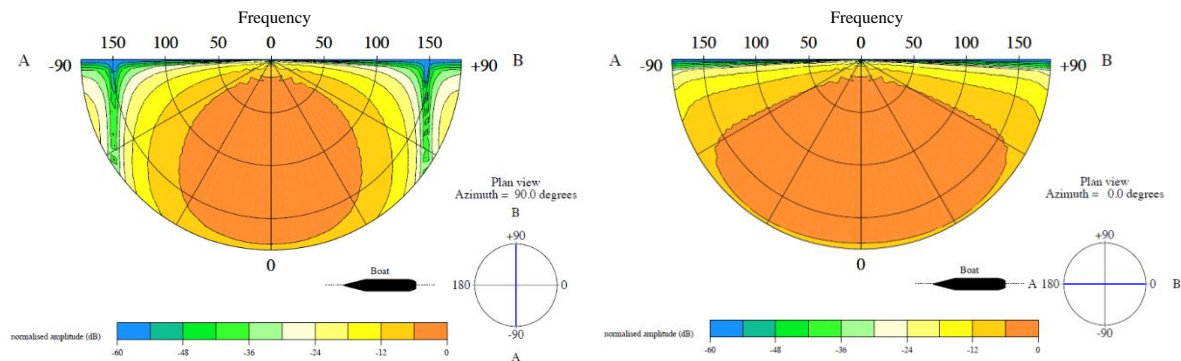 Frequency
150 100 50 0 50 100 150
A -90 +90 B
0
Plan view
Azimuth = 90.0 degrees
B
+90
Boat
180 0
-90
A
normalised amplitude (dB)
-60 -48 -36 -24 -12 0
Frequency
150 100 50 0 50 100 150
A -90 +90 B
0
Plan view
Azimuth = 0.0 degrees
+90
Boat
A 180 0 B
-90
normalised amplitude (dB)
-60 -48 -36 -24 -12 0